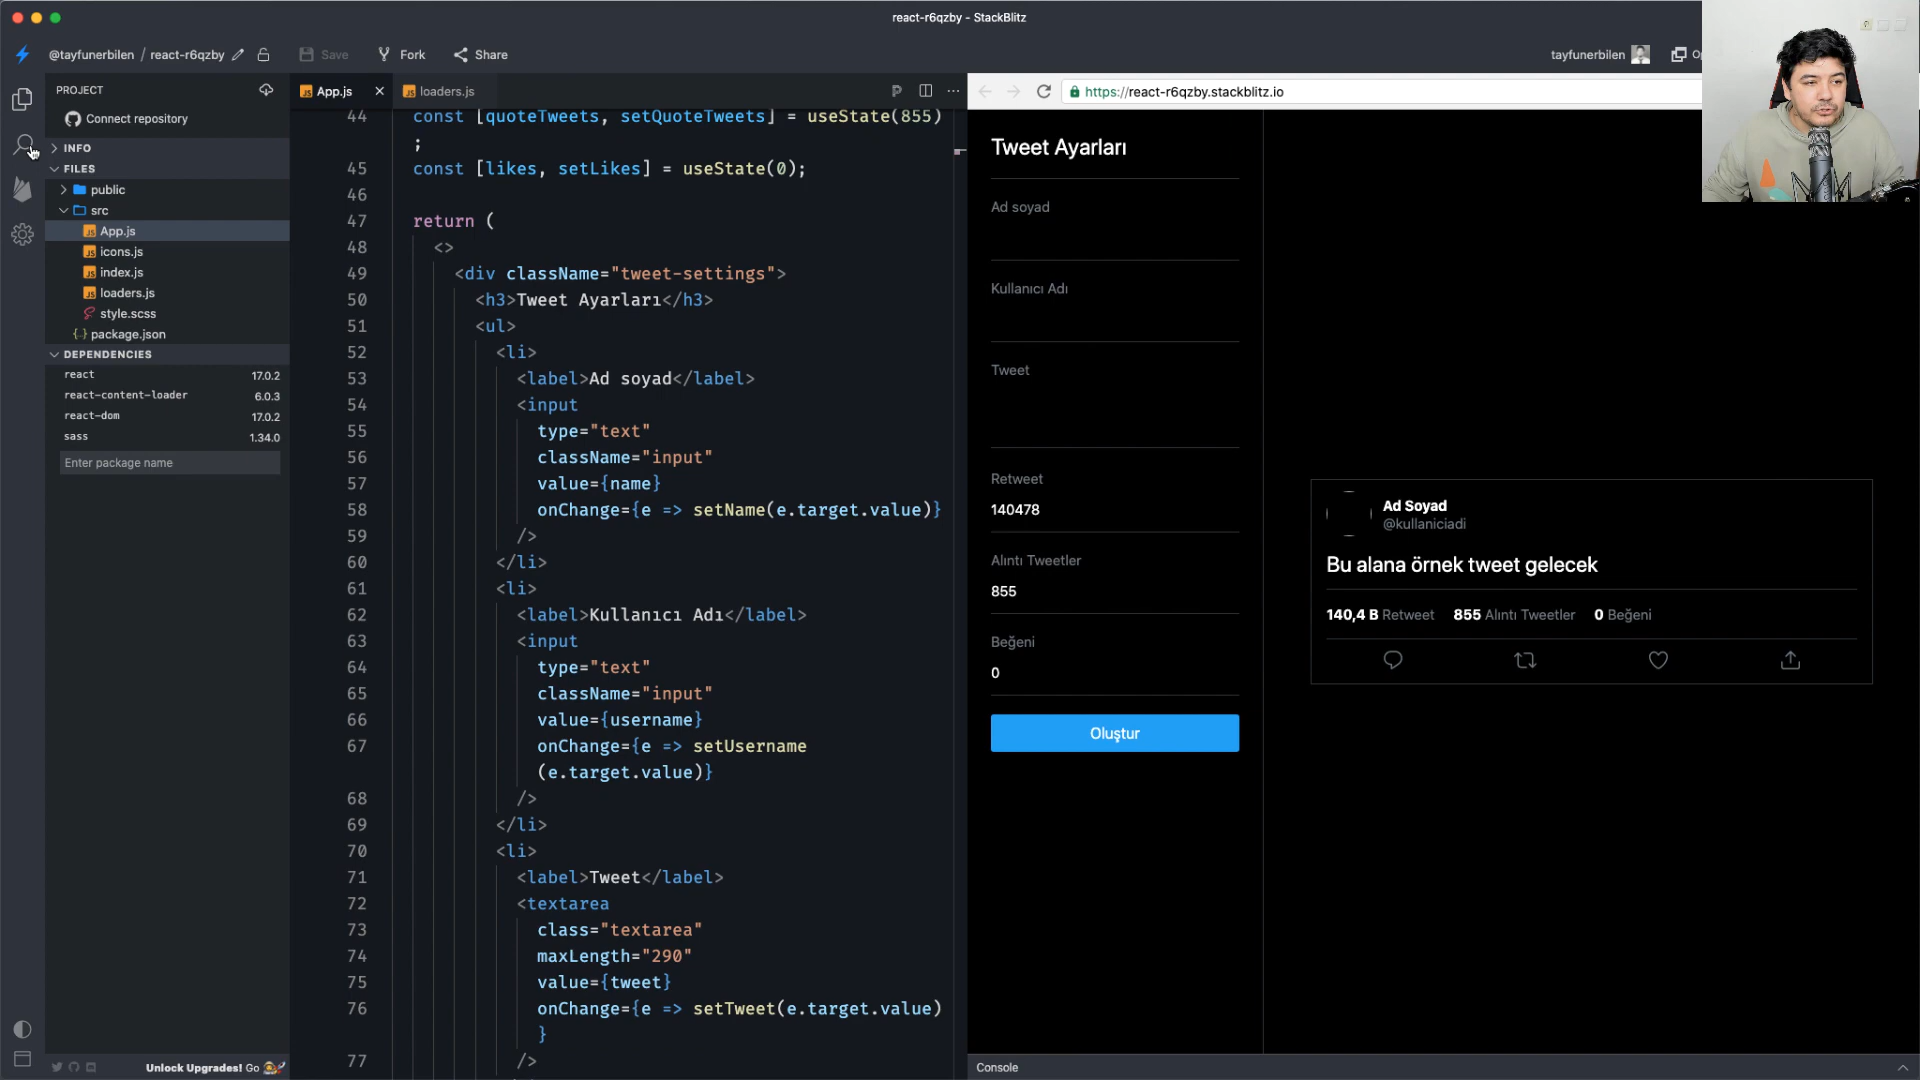 react-r6qzby - StackBlitz
@tayfunerbilen / react-r6qzby
Save
Fork
Share
tayfunerbilen
PROJECT
Connect repository
INFO
FILES
public
src
App.js
icons.js
index.js
loaders.js
style.scss
package.json
DEPENDENCIES
react 17.0.2
react-content-loader 6.0.3
react-dom 17.0.2
sass 1.34.0
Enter package name
Unlock Upgrades! Go
App.js
loaders.js
44 const [quoteTweets, setQuoteTweets] = useState(855)
;
45 const [likes, setLikes] = useState(0);
46
47 return (
48 <>
49 <div className="tweet-settings">
50 <h3>Tweet Ayarları</h3>
51 <ul>
52 <li>
53 <label>Ad soyad</label>
54 <input
55 type="text"
56 className="input"
57 value={name}
58 onChange={e => setName(e.target.value)}
59 />
60 </li>
61 <li>
62 <label>Kullanıcı Adı</label>
63 <input
64 type="text"
65 className="input"
66 value={username}
67 onChange={e => setUsername
(e.target.value)}
68 />
69 </li>
70 <li>
71 <label>Tweet</label>
72 <textarea
73 class="textarea"
74 maxLength="290"
75 value={tweet}
76 onChange={e => setTweet(e.target.value)
}
77 />
https://react-r6qzby.stackblitz.io
Tweet Ayarları
Ad soyad
Kullanıcı Adı
Tweet
Retweet
140478
Alıntı Tweetler
855
Beğeni
0
Oluştur
Ad Soyad
@kullaniciadi
Bu alana örnek tweet gelecek
140,4 B Retweet 855 Alıntı Tweetler 0 Beğeni
Console